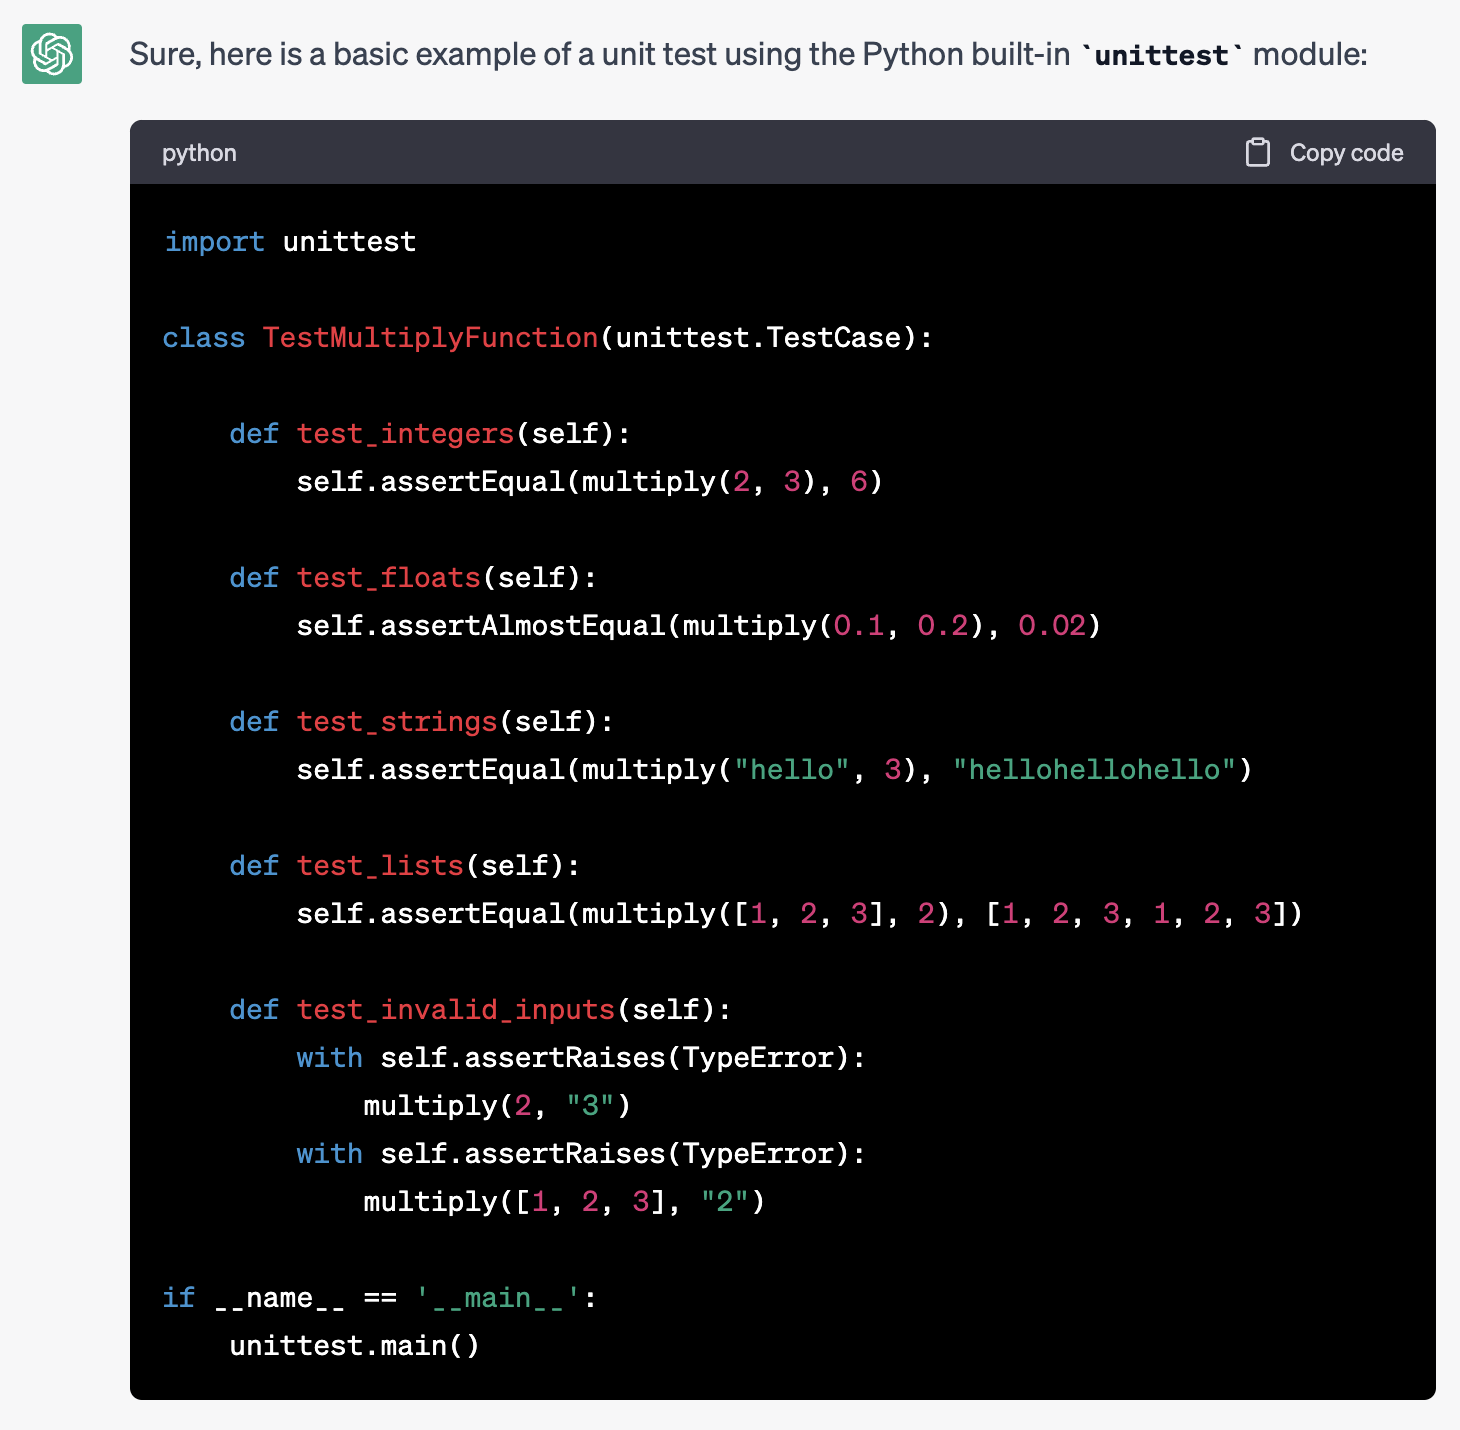 Sure, here is a basic example of a unit test using the Python built-in `unittest` module:
python
Copy code
import unittest
class TestMultiplyFunction(unittest.TestCase):
    def test_integers(self):
        self.assertEqual(multiply(2, 3), 6)
    def test_floats(self):
        self.assertAlmostEqual(multiply(0.1, 0.2), 0.02)
    def test_strings(self):
        self.assertEqual(multiply("hello", 3), "hellohellohello")
    def test_lists(self):
        self.assertEqual(multiply([1, 2, 3], 2), [1, 2, 3, 1, 2, 3])
    def test_invalid_inputs(self):
        with self.assertRaises(TypeError):
            multiply(2, "3")
        with self.assertRaises(TypeError):
            multiply([1, 2, 3], "2")
if __name__ == '__main__':
    unittest.main()